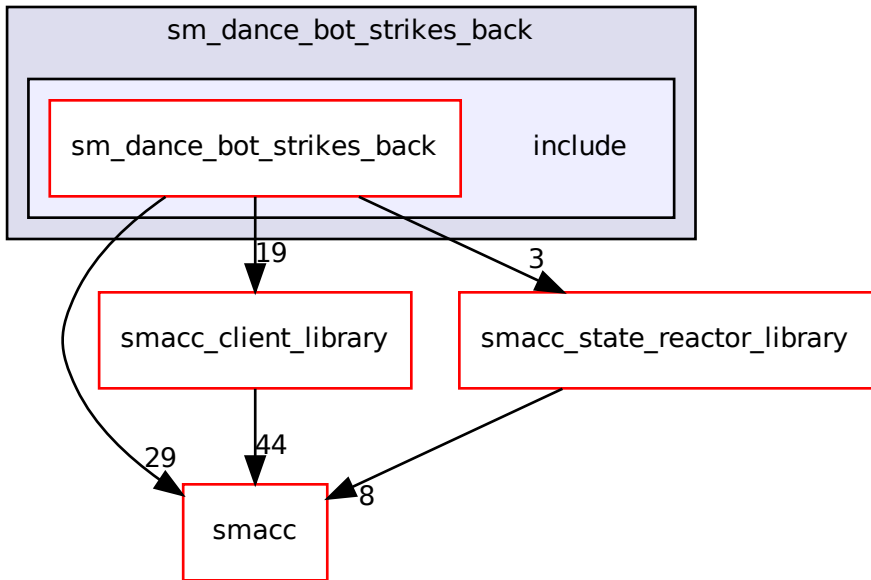 sm_dance_bot_strikes_back
sm_dance_bot_strikes_back
include
19
3
smacc_client_library
smacc_state_reactor_library
29
44
8
smacc